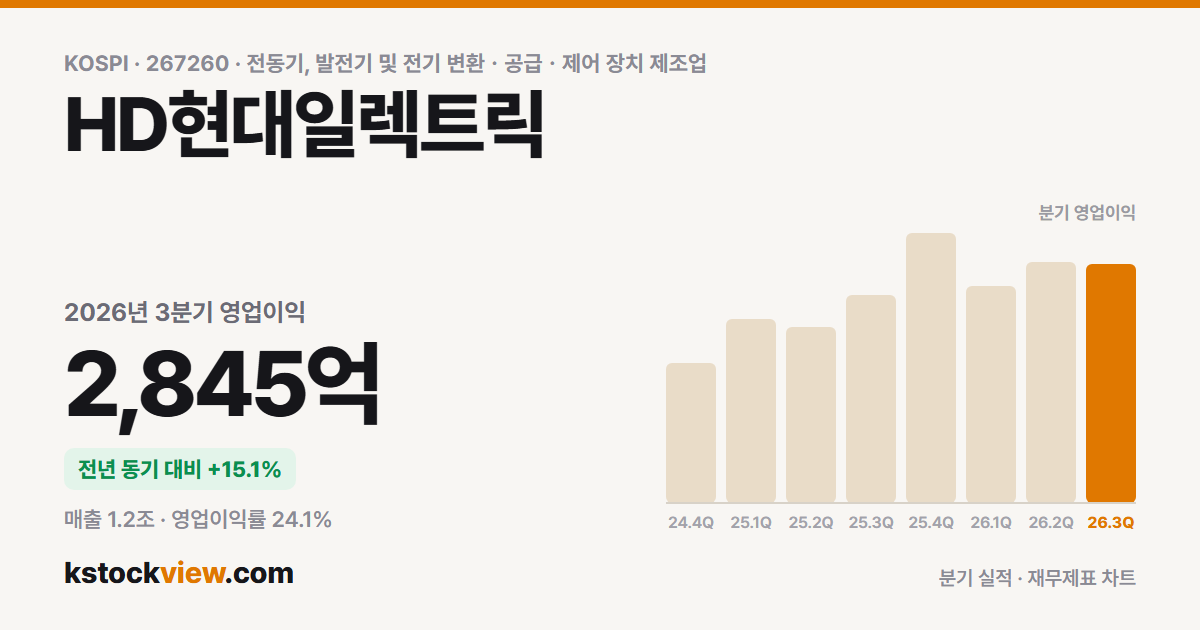 KOSPI · 267260 · 전동기, 발전기 및 전기 변환 · 공급 · 제어 장치 제조업
HD현대일렉트릭
분기 영업이익
2026년 3분기 영업이익
2,845억
전년 동기 대비 +15.1%
매출 1.2조 · 영업이익률 24.1%
24.4Q 25.1Q 25.2Q 25.3Q 25.4Q 26.1Q 26.2Q 26.3Q
kstockview.com
분기 실적 · 재무제표 차트